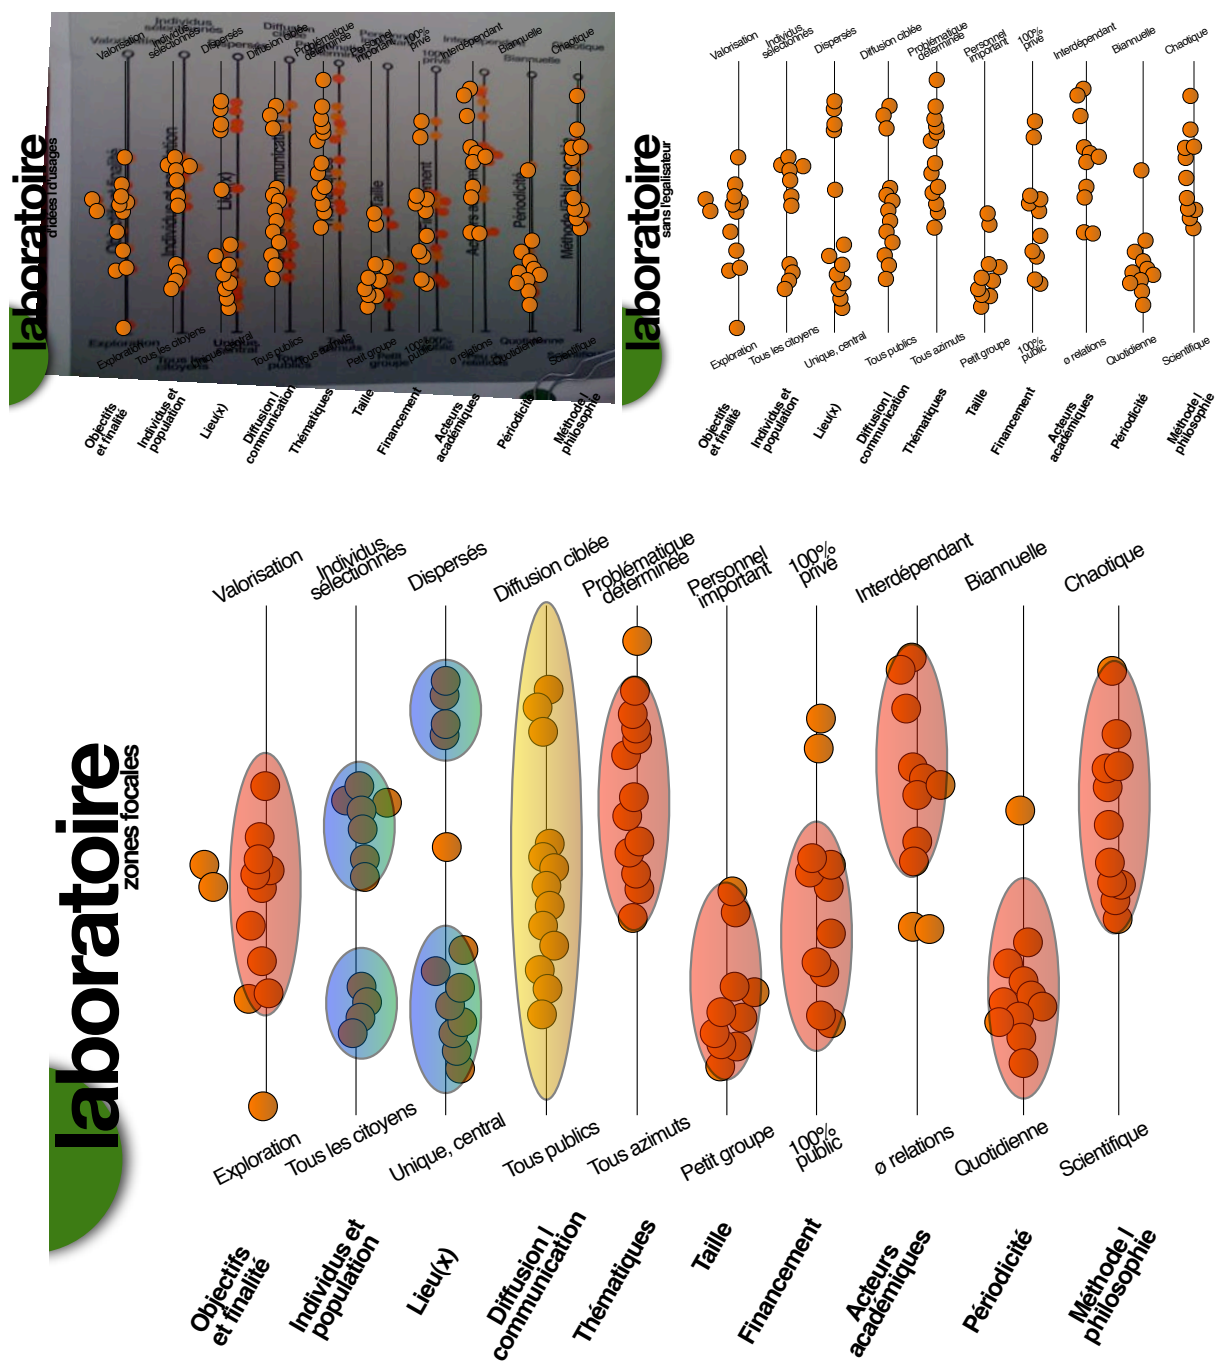 laboratoire
d'idées | d'usages
Valorisation
Individus
sélectionnés
Dispersés
Diffusion ciblée
Problématique
déterminée
Personnel
important
100%
privé
Interdépendant
Biannuelle
Chaotique
Exploration
Tous les citoyens
Unique, central
Tous publics
Tous azimuts
Petit groupe
100%
public
ø relations
Quotidienne
Scientifique
Objectifs
et finalité
Individus et
population
Lieu(x)
Diffusion |
communication
Thématiques
Taille
Financement
Acteurs
académiques
Périodicité
Méthode |
philosophie
laboratoire
sans l'egalisateur
Valorisation
Individus
sélectionnés
Dispersés
Diffusion ciblée
Problématique
déterminée
Personnel
important
100%
privé
Interdépendant
Biannuelle
Chaotique
Exploration
Tous les citoyens
Unique, central
Tous publics
Tous azimuts
Petit groupe
100%
public
ø relations
Quotidienne
Scientifique
Objectifs
et finalité
Individus et
population
Lieu(x)
Diffusion |
communication
Thématiques
Taille
Financement
Acteurs
académiques
Périodicité
Méthode |
philosophie
laboratoire
zones focales
Valorisation
Individus
sélectionnés
Dispersés
Diffusion ciblée
Problématique
déterminée
Personnel
important
100%
privé
Interdépendant
Biannuelle
Chaotique
Exploration
Tous les citoyens
Unique, central
Tous publics
Tous azimuts
Petit groupe
100%
public
ø relations
Quotidienne
Scientifique
Objectifs
et finalité
Individus et
population
Lieu(x)
Diffusion |
communication
Thématiques
Taille
Financement
Acteurs
académiques
Périodicité
Méthode |
philosophie